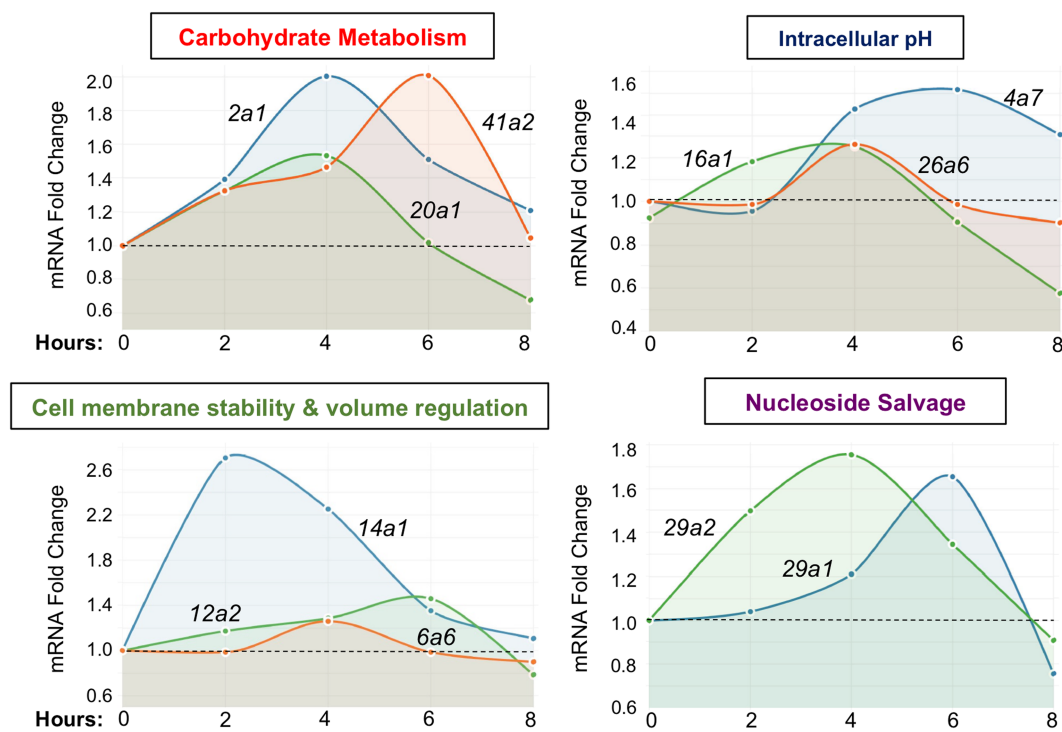 Carbohydrate Metabolism
mRNA Fold Change
2.0
1.8
1.6
1.4
1.2
1.0
0.8
0.6
2a1
41a2
20a1
Hours: 0 2 4 6 8
Intracellular pH
mRNA Fold Change
1.6
1.4
1.2
1.0
0.8
0.6
0.4
4a7
16a1
26a6
0 2 4 6 8
Cell membrane stability & volume regulation
mRNA Fold Change
2.6
2.2
1.8
1.4
1.0
0.6
14a1
12a2
6a6
Hours: 0 2 4 6 8
Nucleoside Salvage
mRNA Fold Change
1.8
1.6
1.4
1.2
1.0
0.8
0.6
29a2
29a1
0 2 4 6 8